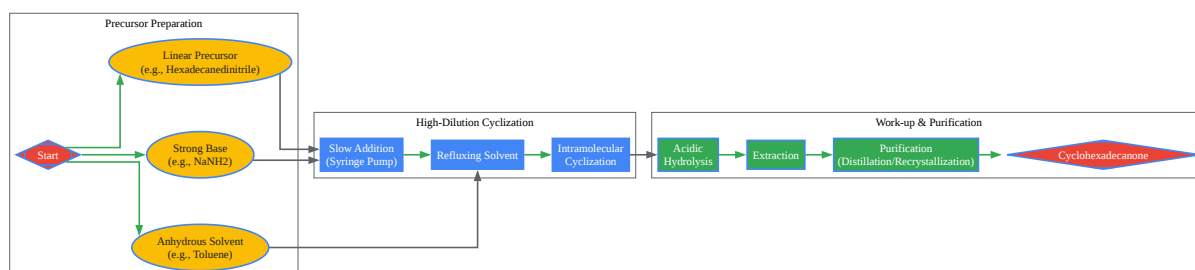 Precursor Preparation
Linear Precursor
(e.g., Hexadecanedinitrile)
Start
Strong Base
(e.g., NaNH2)
Anhydrous Solvent
(e.g., Toluene)
High-Dilution Cyclization
Slow Addition
(Syringe Pump)
Refluxing Solvent
Intramolecular
Cyclization
Work-up & Purification
Acidic
Hydrolysis
Extraction
Purification
(Distillation/Recrystallization)
Cyclohexadecanone